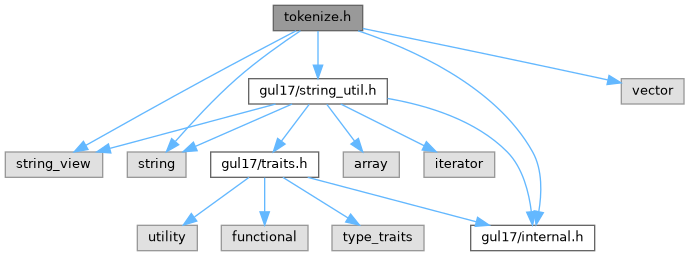 tokenize.h
gul17/string_util.h
vector
string_view
string
gul17/traits.h
array
iterator
utility
functional
type_traits
gul17/internal.h